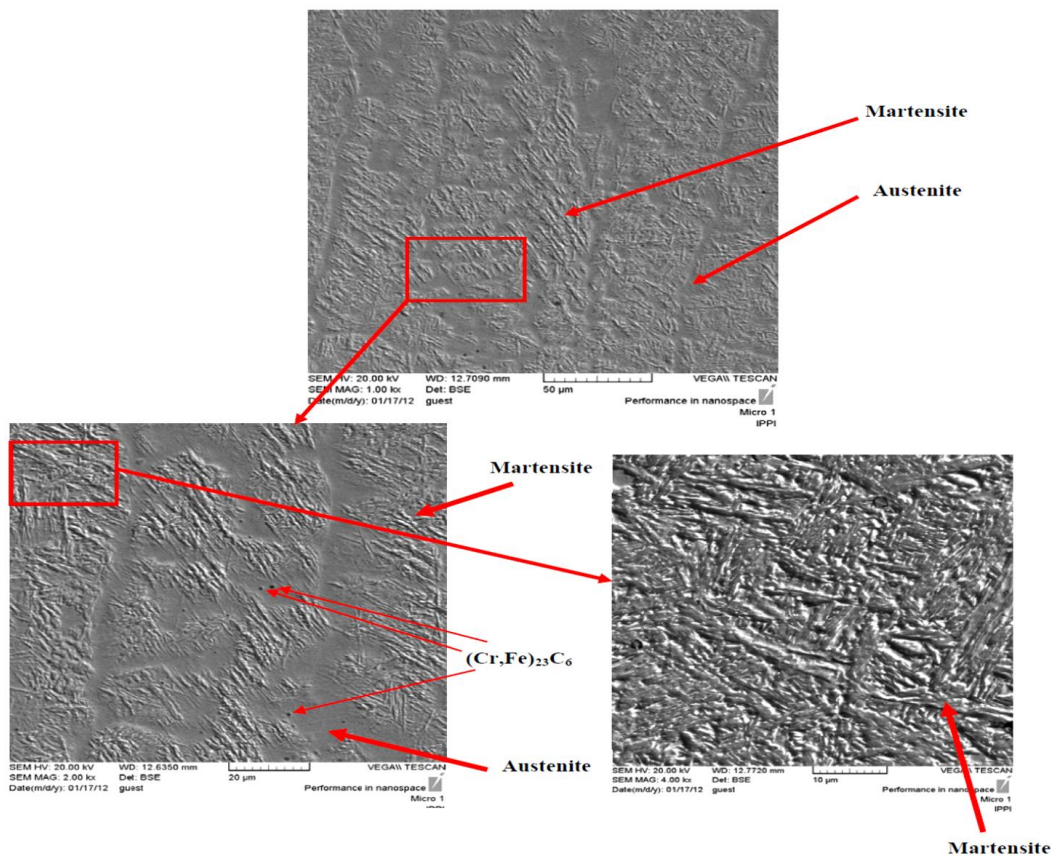 Martensite
Austenite
SEM HV: 20.00 kV WD: 12.7090 mm VEGA\\ TESCAN
SEM MAG: 1.00 kx Det: BSE 50 µm
Date(m/d/y): 01/17/12 guest Performance in nanospace
Micro 1
IPPI
Martensite
(Cr,Fe)23C6
Austenite
SEM HV: 20.00 kV WD: 12.6350 mm VEGA\\ TESCAN
SEM MAG: 2.00 kx Det: BSE 20 µm
Date(m/d/y): 01/17/12 guest Performance in nanospace
Micro 1
IPPI
SEM HV: 20.00 kV WD: 12.7720 mm VEGA\\ TESCAN
SEM MAG: 4.00 kx Det: BSE 10 µm
Date(m/d/y): 01/17/12 guest Performance in nanospace
Micro 1
IPPI
Martensite